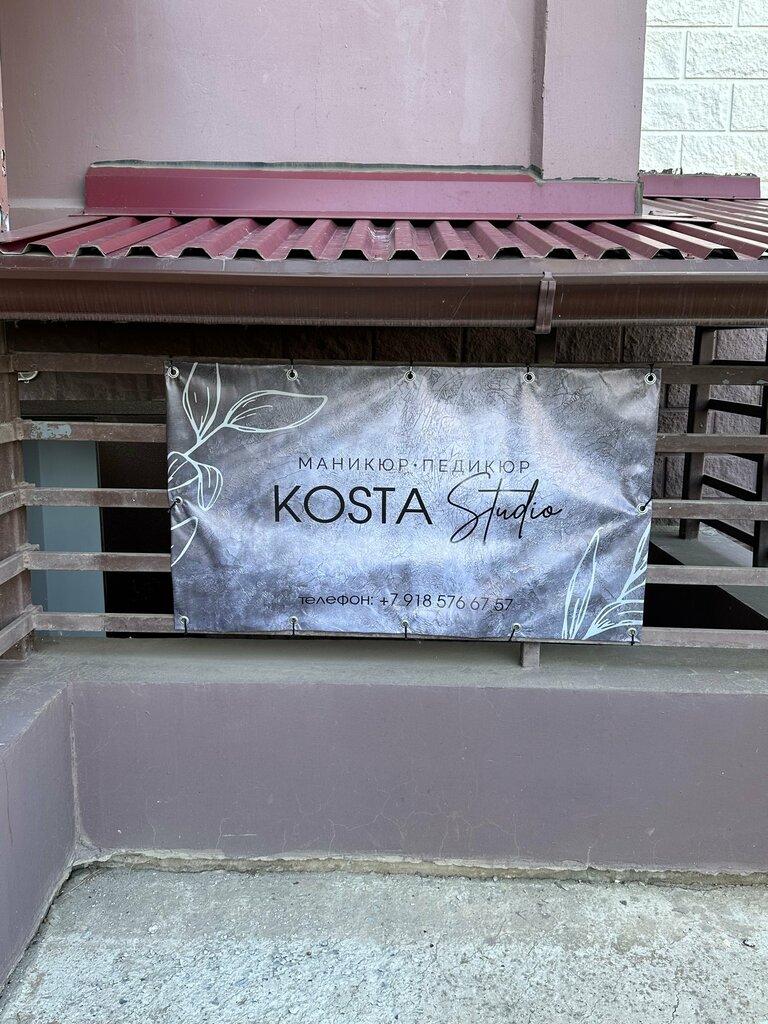 МАНИКЮР·ПЕДИКЮР
KOSTA Studio
телефон: +7 918 576 67 57